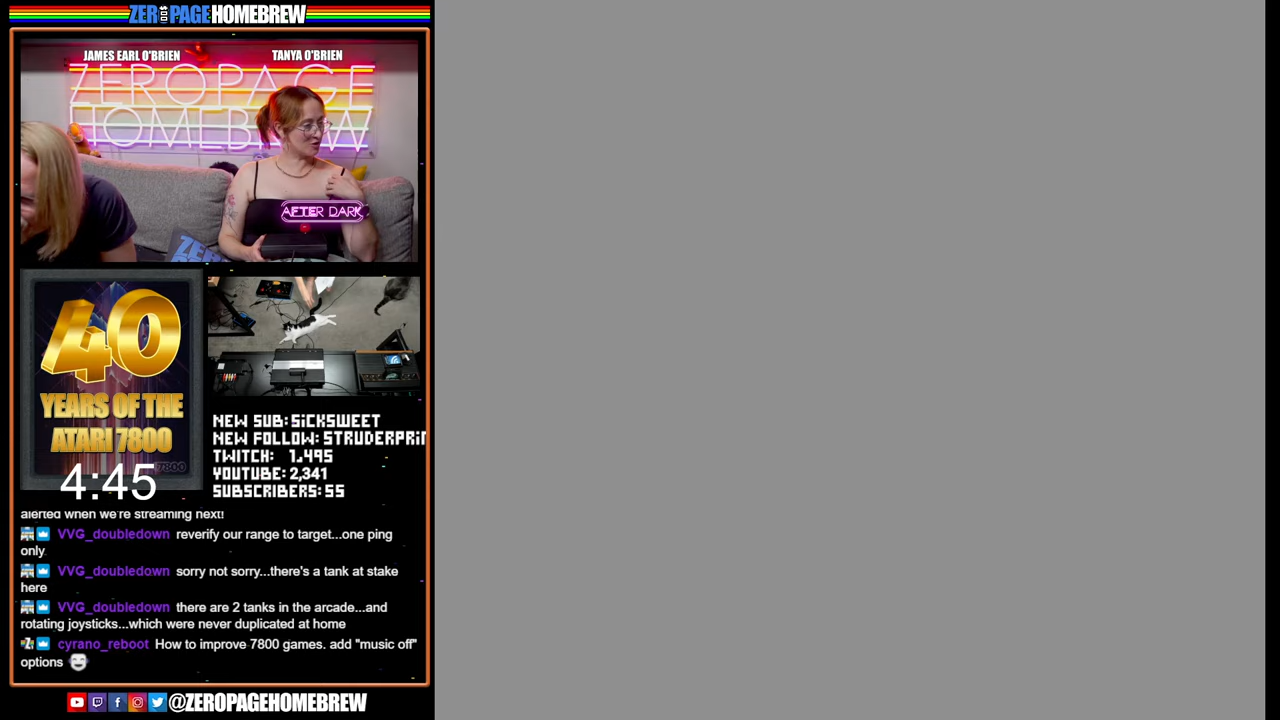 ZEROPAGEHOMEBREW
JAMES EARL O'BRIEN
TANYA O'BRIEN
ZEROPAGE
HOMEBREW
AFTER DARK
40
YEARS OF THE
ATARI 7800
7800
4:45
NEW SUB: SICKSWEET
NEW FOLLOW: STRUDERPRIN
TWITCH: 1,495
YOUTUBE: 2,341
SUBSCRIBERS: 55
alerted when we're streaming next!
VVG_doubledown reverify our range to target...one ping
only
VVG_doubledown sorry not sorry...there's a tank at stake
here
VVG_doubledown there are 2 tanks in the arcade...and
rotating joysticks...which were never duplicated at home
cyrano_reboot How to improve 7800 games. add "music off"
options
@ZEROPAGEHOMEBREW